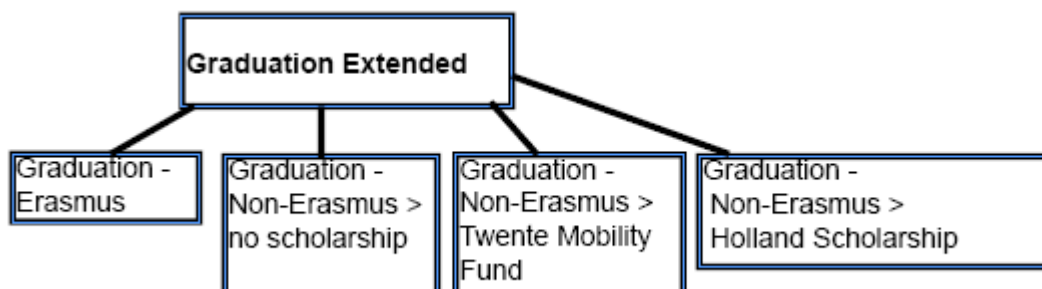 Graduation Extended
Graduation -
Erasmus
Graduation -
Non-Erasmus >
no scholarship
Graduation -
Non-Erasmus >
Twente Mobility
Fund
Graduation -
Non-Erasmus >
Holland Scholarship